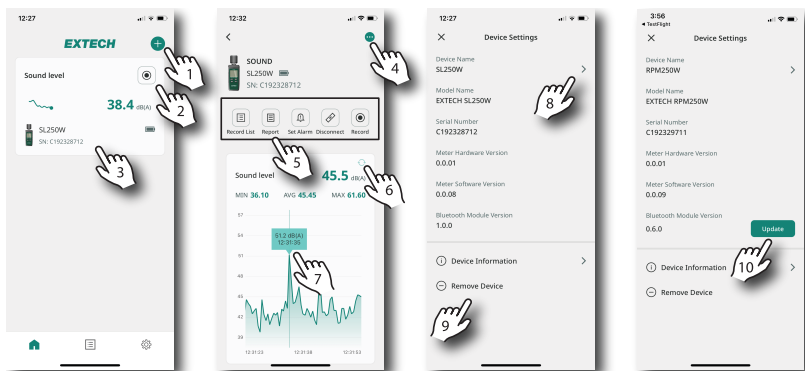 12:27
EXTECH
1
Sound level
2
38.4 dB(A)
SL250W
SN: C192328712
3
12:32
4
SOUND
SL250W
SN: C192328712
Record List Report Set Alarm Disconnect Record
5
Sound level 45.5 dB(A)
6
MIN 36.10 AVG 45.45 MAX 61.60
57
54
51.2 dB(A)
12:31:35
51
7
48
45
42
39
12:31:23 12:31:38 12:31:53
12:27
Device Settings
Device Name
SL250W
8
Model Name
EXTECH SL250W
Serial Number
C192328712
Meter Hardware Version
0.0.01
Meter Software Version
0.0.08
Bluetooth Module Version
1.0.0
Device Information
Remove Device
9
3:56
TestFlight
Device Settings
Device Name
RPM250W
Model Name
EXTECH RPM250W
Serial Number
C192329711
Meter Hardware Version
0.0.01
Meter Software Version
0.0.09
Bluetooth Module Version
0.6.0
Update
Device Information
10
Remove Device